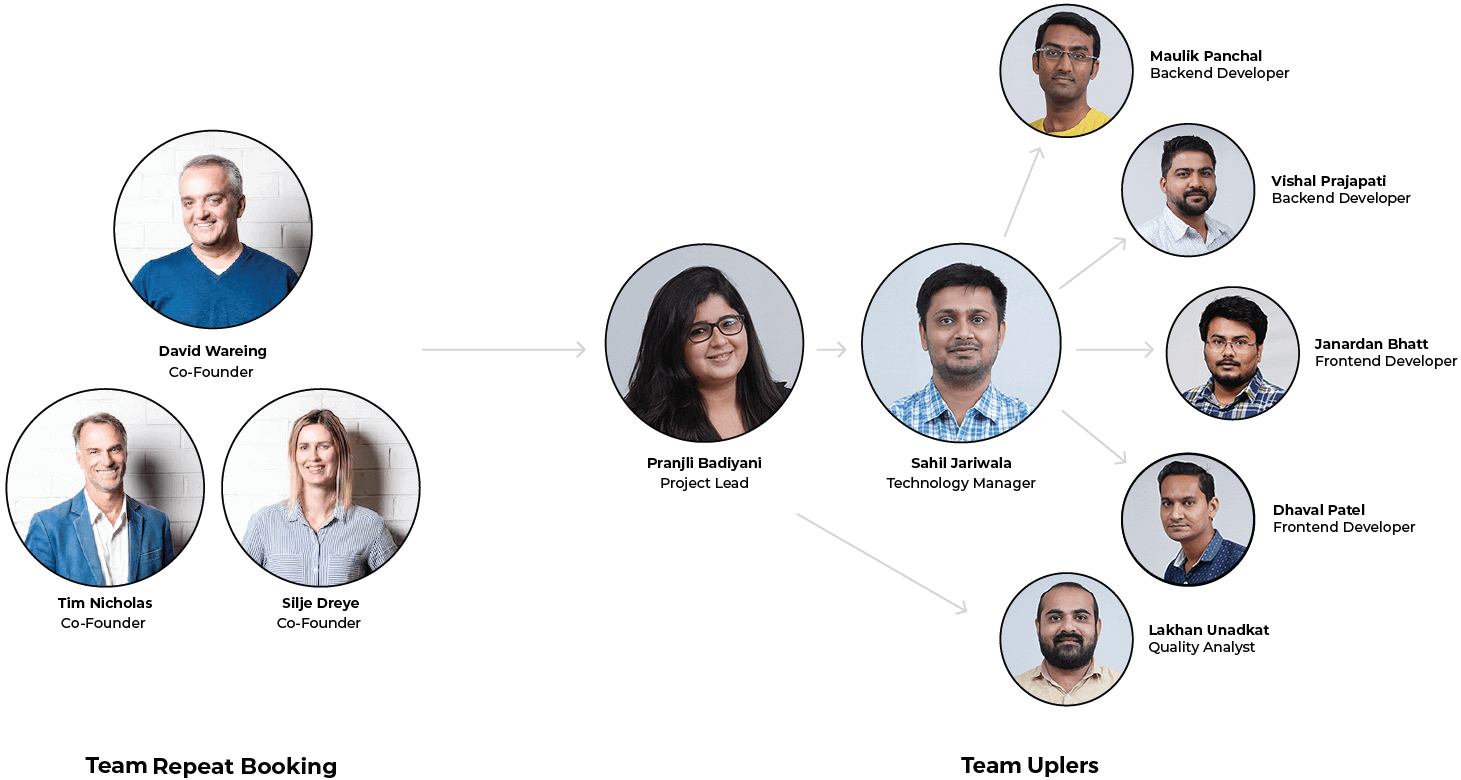 David Wareing
Co-Founder
Tim Nicholas
Co-Founder
Silje Dreye
Co-Founder
Team Repeat Booking
Pranjli Badiyani
Project Lead
Sahil Jariwala
Technology Manager
Maulik Panchal
Backend Developer
Vishal Prajapati
Backend Developer
Janardan Bhatt
Frontend Developer
Dhaval Patel
Frontend Developer
Lakhan Unadkat
Quality Analyst
Team Uplers